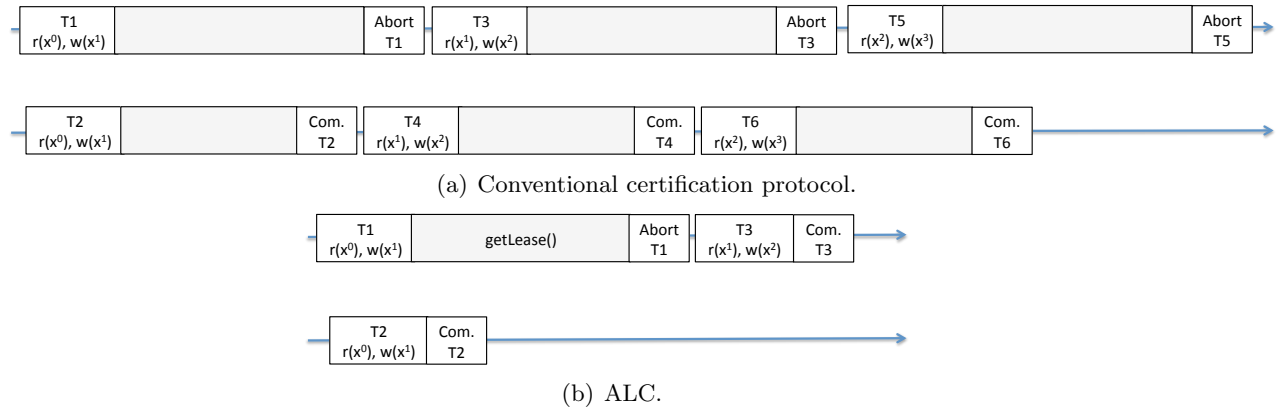 T1
r(x⁰), w(x¹)
Abort
T1
T3
r(x¹), w(x²)
Abort
T3
T5
r(x²), w(x³)
Abort
T5
T2
r(x⁰), w(x¹)
Com.
T2
T4
r(x¹), w(x²)
Com.
T4
T6
r(x²), w(x³)
Com.
T6
(a) Conventional certification protocol.
T1
r(x⁰), w(x¹)
getLease()
Abort
T1
T3
r(x¹), w(x²)
Com.
T3
T2
r(x⁰), w(x¹)
Com.
T2
(b) ALC.